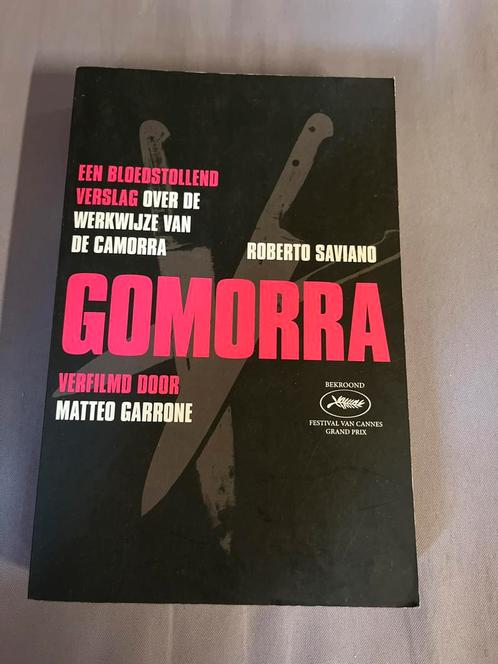 EEN BLOEDSTOLLEND
VERSLAG OVER DE
WERKWIJZE VAN
DE CAMORRA
ROBERTO SAVIANO
GOMORRA
VERFILMD DOOR
MATTEO GARRONE
BEKROOND
FESTIVAL VAN CANNES
GRAND PRIX